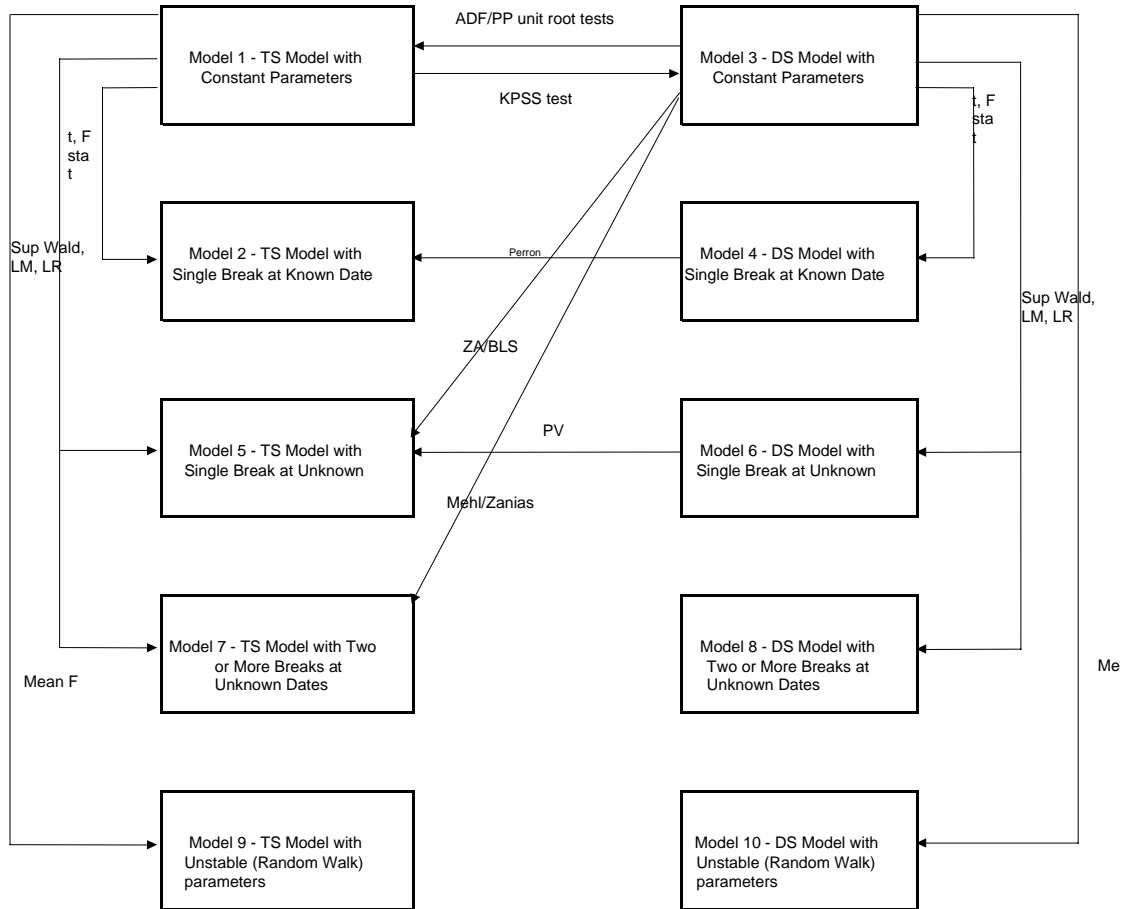 ADF/PP unit root tests
Model 1 - TS Model with
Constant Parameters
Model 3 - DS Model with
Constant Parameters
KPSS test
t, F
sta
t
t, F
sta
t
Model 2 - TS Model with
Single Break at Known Date
Perron
Model 4 - DS Model with
Single Break at Known Date
Sup Wald,
LM, LR
Sup Wald,
LM, LR
ZA/BLS
Model 5 - TS Model with
Single Break at Unknown
PV
Model 6 - DS Model with
Single Break at Unknown
Mehl/Zanias
Model 7 - TS Model with Two
or More Breaks at
Unknown Dates
Model 8 - DS Model with
Two or More Breaks at
Unknown Dates
Mean F
Me
Model 9 - TS Model with
Unstable (Random Walk)
parameters
Model 10 - DS Model with
Unstable (Random Walk)
parameters